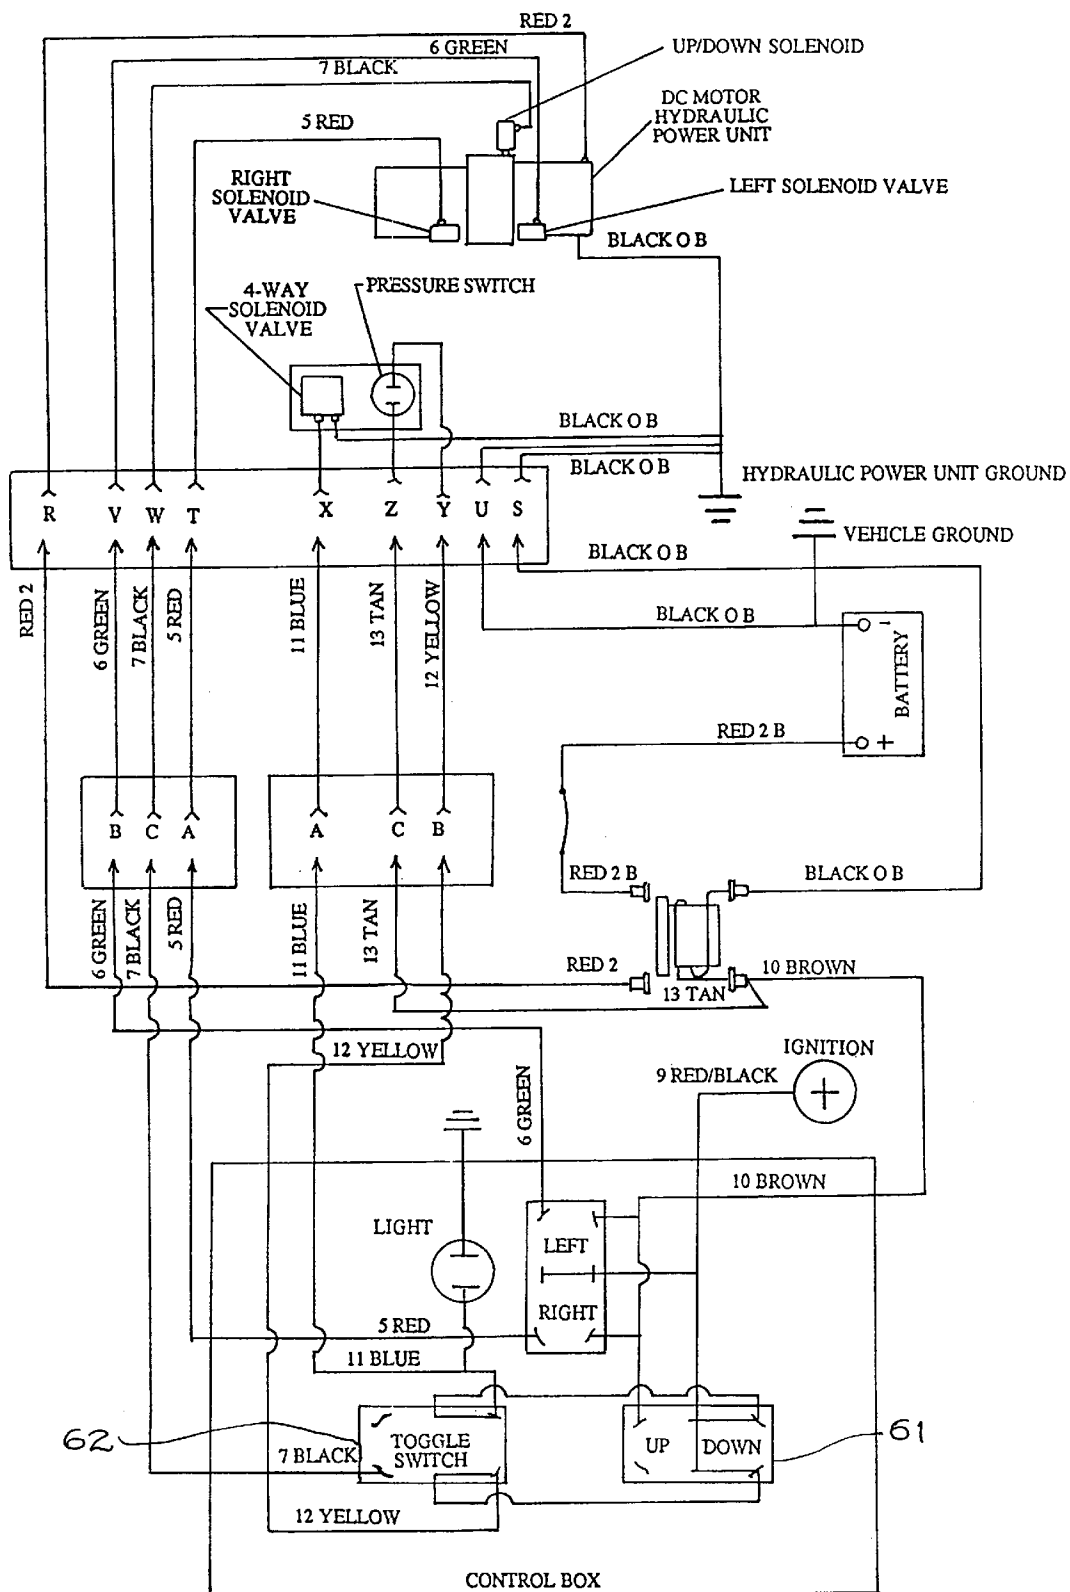 RED 2
6 GREEN
UP/DOWN SOLENOID
7 BLACK
DC MOTOR
HYDRAULIC
POWER UNIT
5 RED
RIGHT
SOLENOID
VALVE
LEFT SOLENOID VALVE
BLACK O B
4-WAY
SOLENOID
VALVE
PRESSURE SWITCH
BLACK O B
BLACK O B
HYDRAULIC POWER UNIT GROUND
R V W T X Z Y U S
VEHICLE GROUND
BLACK O B
RED 2
6 GREEN
7 BLACK
5 RED
11 BLUE
13 TAN
12 YELLOW
BLACK O B
-
BATTERY
+
RED 2 B
B C A
A C B
RED 2 B
BLACK O B
6 GREEN
7 BLACK
5 RED
11 BLUE
13 TAN
RED 2
10 BROWN
13 TAN
12 YELLOW
IGNITION
9 RED/BLACK
6 GREEN
10 BROWN
LIGHT
LEFT
RIGHT
5 RED
11 BLUE
62
TOGGLE
SWITCH
UP
DOWN
61
7 BLACK
12 YELLOW
CONTROL BOX